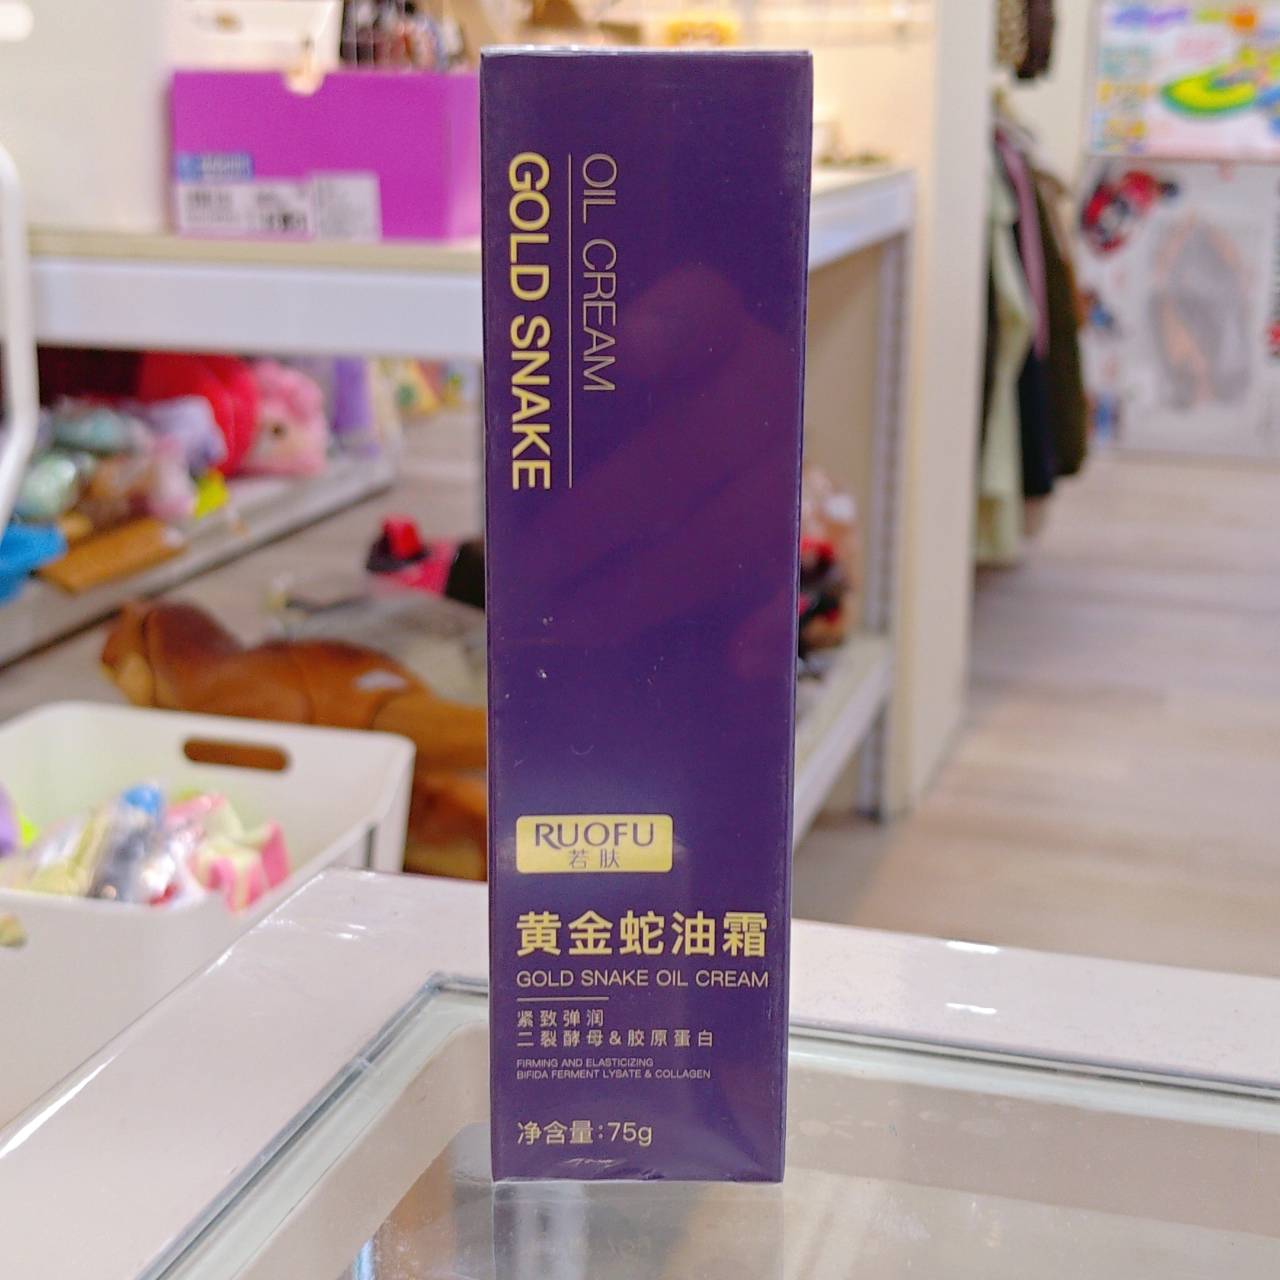 OIL CREAM
GOLD SNAKE
RUOFU
若肤
黄金蛇油霜
GOLD SNAKE OIL CREAM
紧致弹润
二裂酵母&胶原蛋白
FIRMING AND ELASTICIZING
BIFIDA FERMENT LYSATE & COLLAGEN
净含量:75g